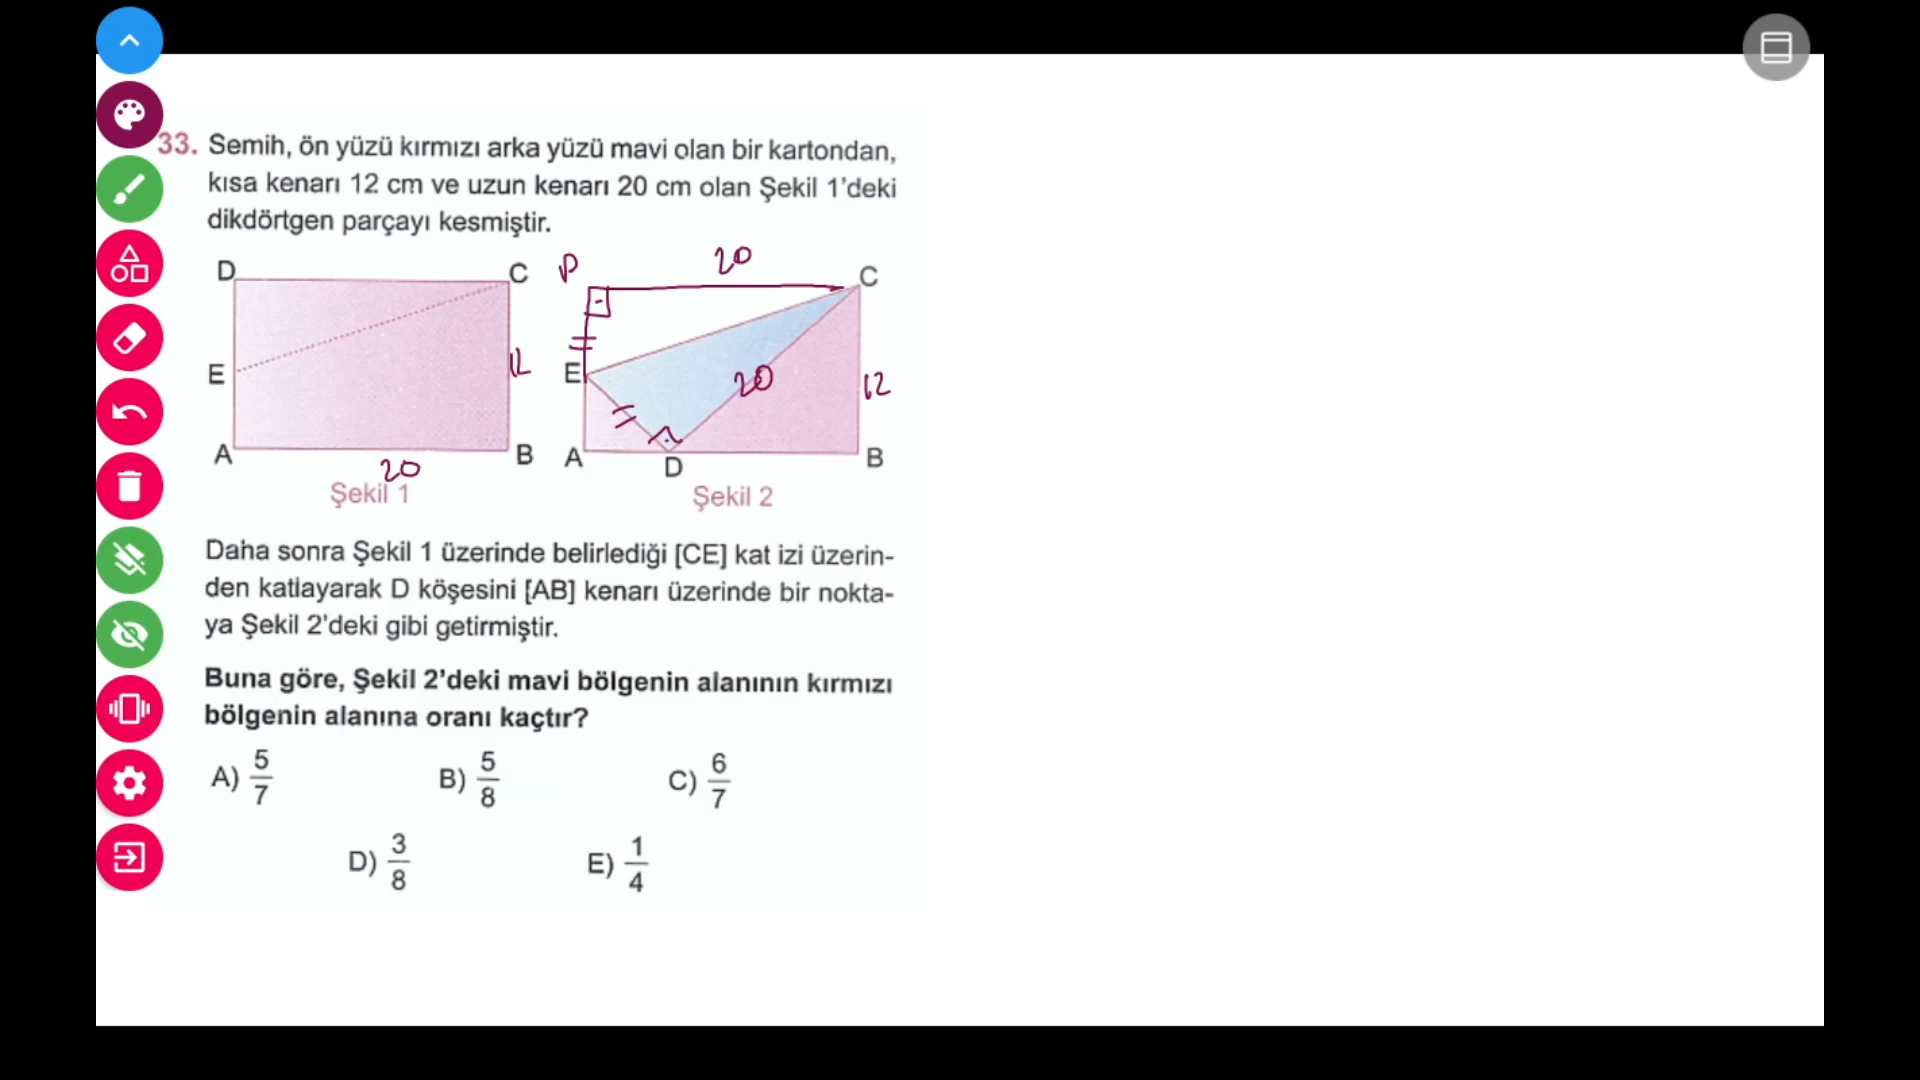 33. Semih, ön yüzü kırmızı arka yüzü mavi olan bir kartondan,
kısa kenarı 12 cm ve uzun kenarı 20 cm olan Şekil 1'deki
dikdörtgen parçayı kesmiştir.
D C P 20 C
E 12 E 20 12
A B A D B
20
Şekil 1 Şekil 2
Daha sonra Şekil 1 üzerinde belirlediği [CE] kat izi üzerin-
den katlayarak D köşesini [AB] kenarı üzerinde bir nokta-
ya Şekil 2'deki gibi getirmiştir.
Buna göre, Şekil 2'deki mavi bölgenin alanının kırmızı
bölgenin alanına oranı kaçtır?
A) 5/7 B) 5/8 C) 6/7
D) 3/8 E) 1/4